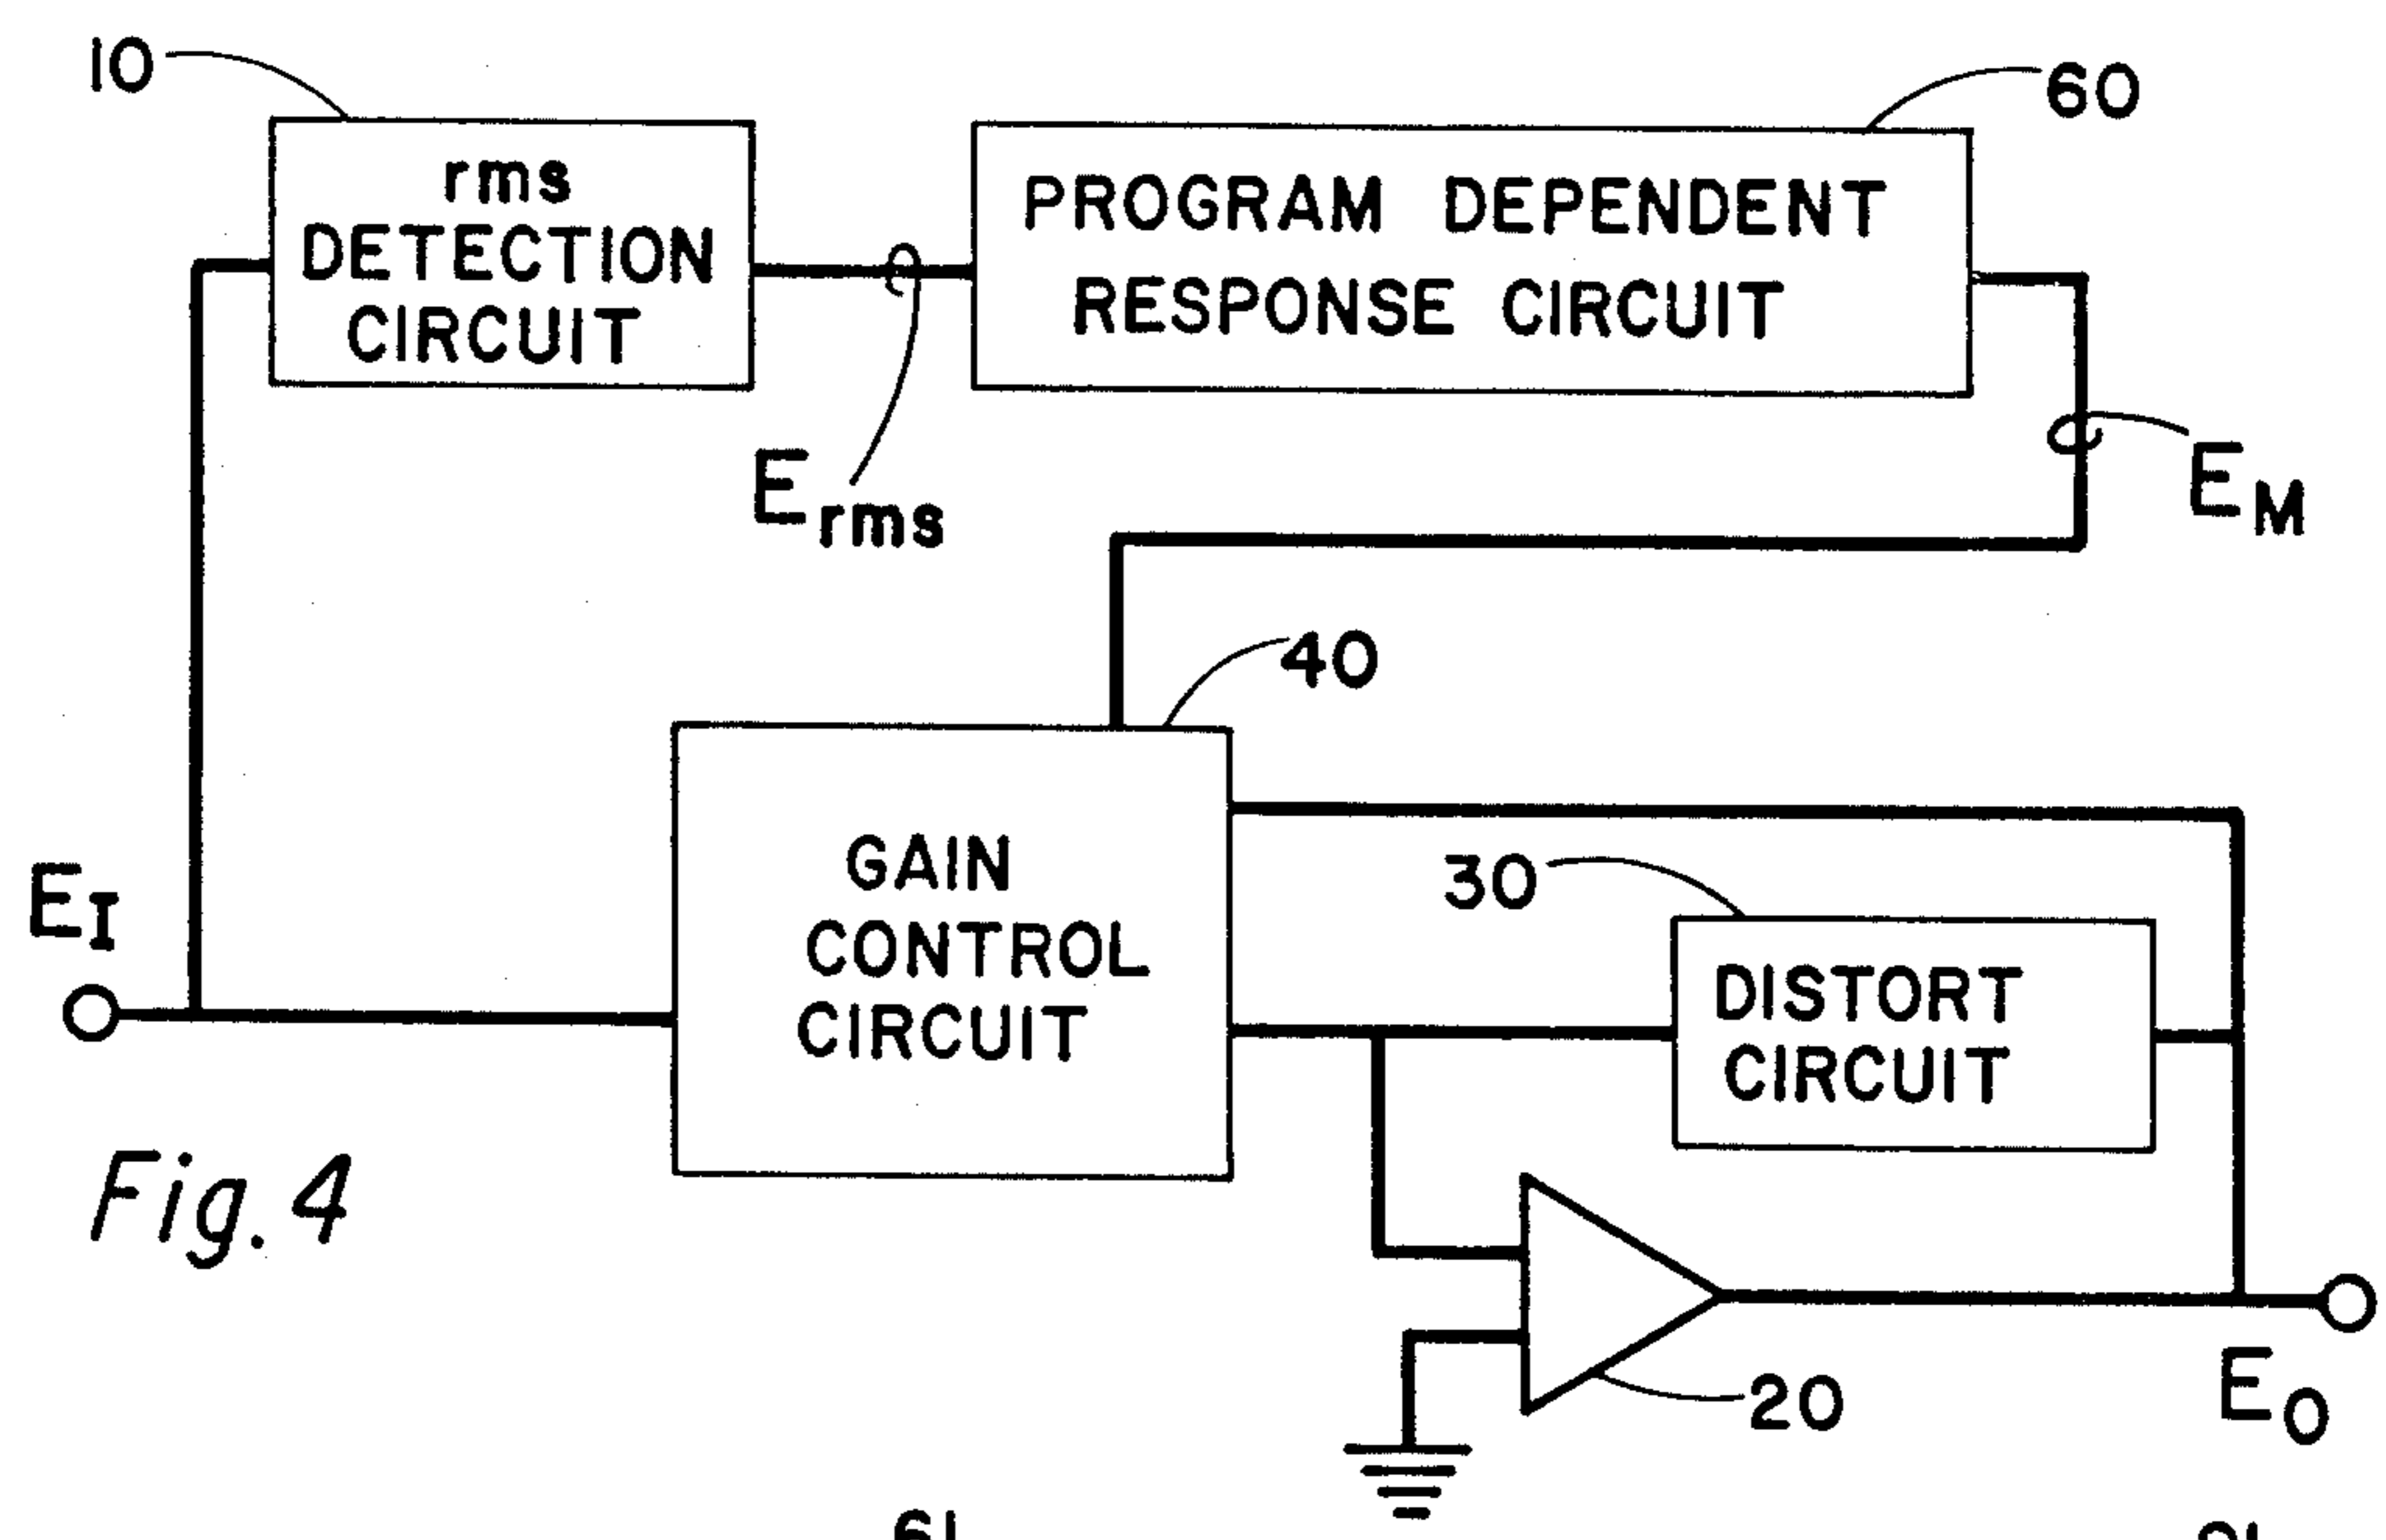 10
60
rms
DETECTION
CIRCUIT
PROGRAM DEPENDENT
RESPONSE CIRCUIT
Erms
EM
40
EI
GAIN
CONTROL
CIRCUIT
30
DISTORT
CIRCUIT
Fig. 4
20
EO